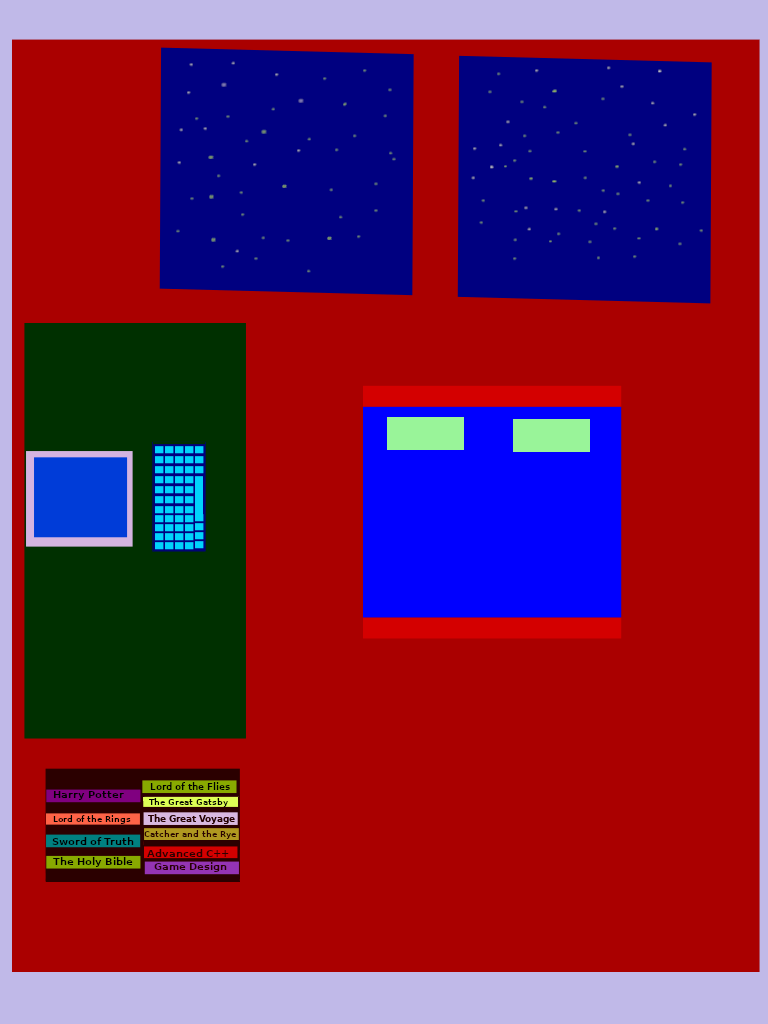 Harry Potter
Lord of the Rings
Sword of Truth
The Holy Bible
Lord of the Flies
The Great Gatsby
The Great Voyage
Catcher and the Rye
Advanced C++
Game Design